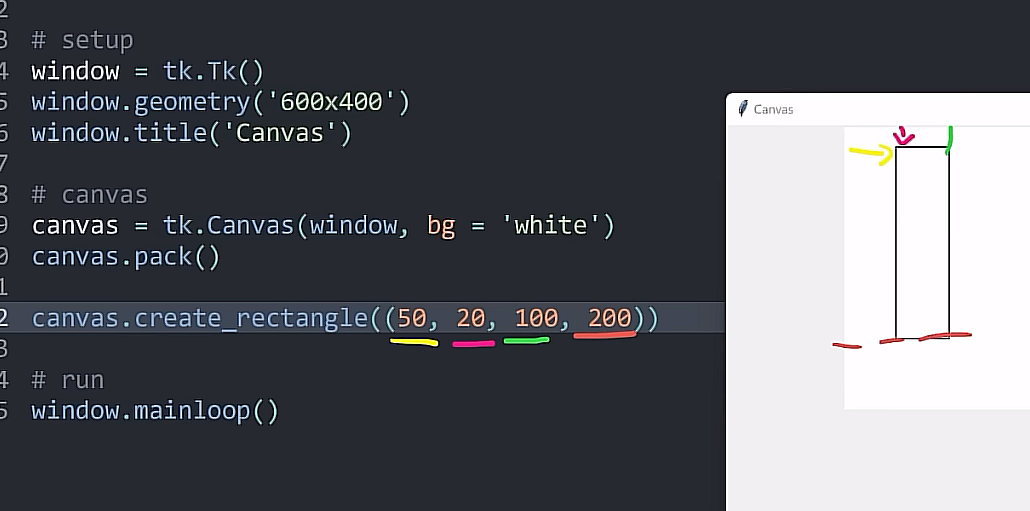 2
3 # setup
4 window = tk.Tk()
5 window.geometry('600x400')
6 window.title('Canvas')
7
8 # canvas
9 canvas = tk.Canvas(window, bg = 'white')
0 canvas.pack()
1
2 canvas.create_rectangle((50, 20, 100, 200))
3
4 # run
5 window.mainloop()
Canvas